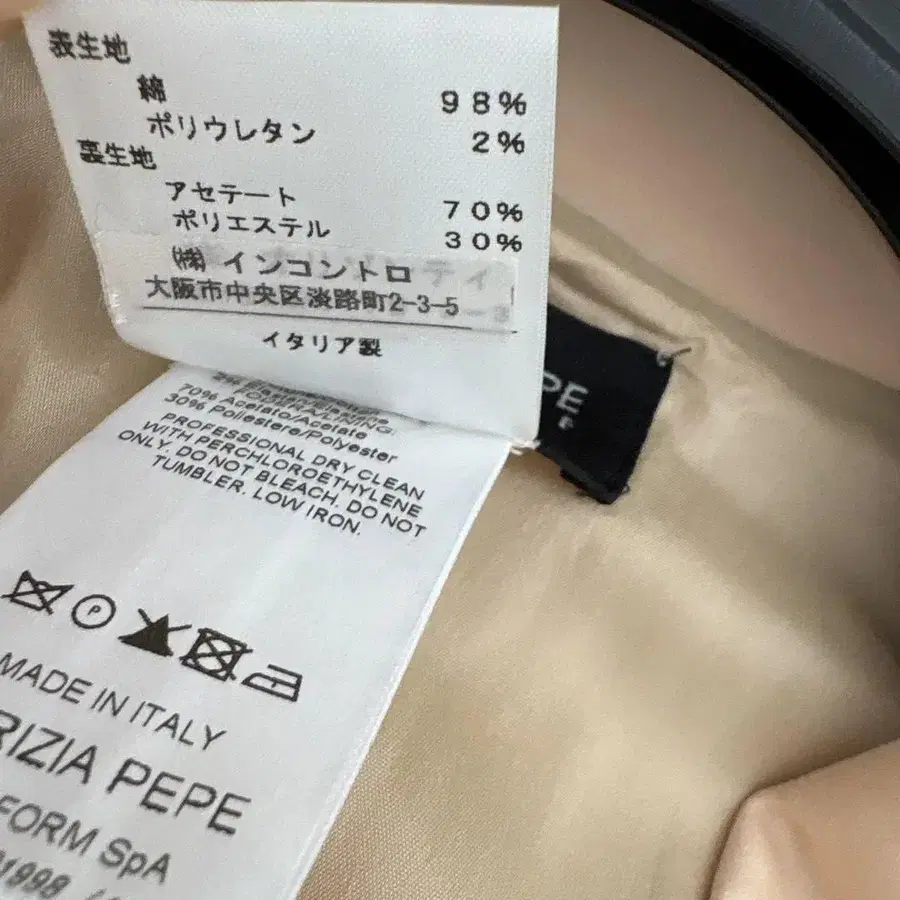 表生地
綿 98%
ポリウレタン 2%
裏生地
アセテート 70%
ポリエステル 30%
㈱インコントロ
大阪市中央区淡路町2-3-5
イタリア製
PE
FODERA/LINING:
70% Acetato/Acetate
30% Poliestere/Polyester
PROFESSIONAL DRY CLEAN
WITH PERCHLOROETHYLENE
ONLY. DO NOT BLEACH. DO NOT
TUMBLER. LOW IRON.
P
MADE IN ITALY
RIZIA PEPE
FORM SpA
1998